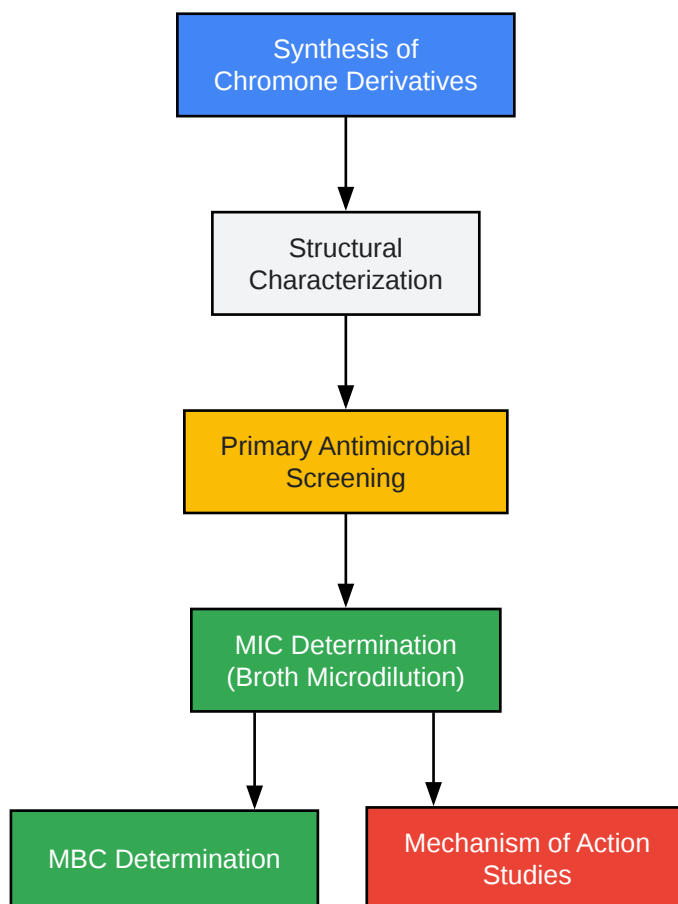 Synthesis of
Chromone Derivatives
Structural
Characterization
Primary Antimicrobial
Screening
MIC Determination
(Broth Microdilution)
MBC Determination
Mechanism of Action
Studies